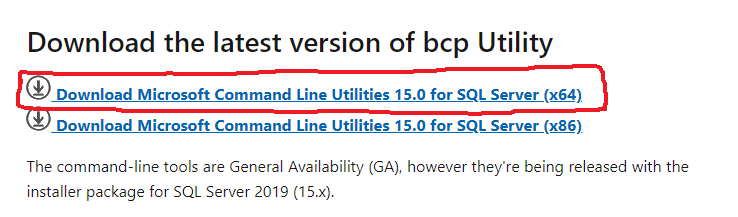 Download the latest version of bcp Utility
Download Microsoft Command Line Utilities 15.0 for SQL Server (x64)
Download Microsoft Command Line Utilities 15.0 for SQL Server (x86)
The command-line tools are General Availability (GA), however they're being released with the
installer package for SQL Server 2019 (15.x).